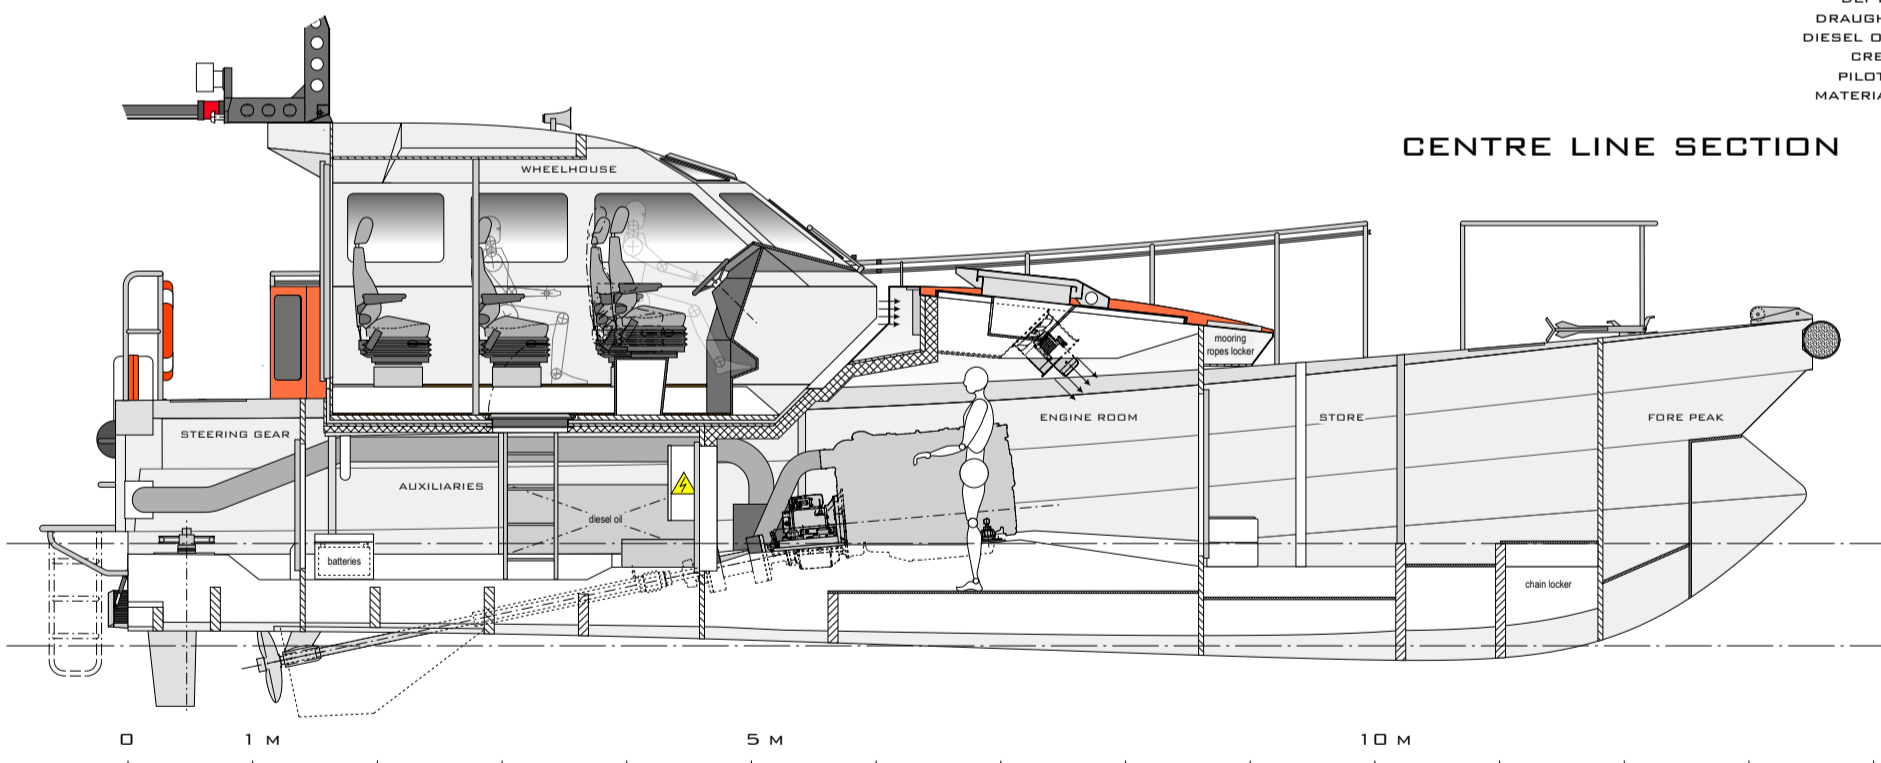 DRAUGH
DIESEL O
CRE
PILOT
MATERIA
CENTRE LINE SECTION
WHEELHOUSE
mooring
ropes locker
STEERING GEAR
ENGINE ROOM
STORE
FORE PEAK
AUXILIARIES
diesel oil
batteries
chain locker
0 1 M 5 M 10 M